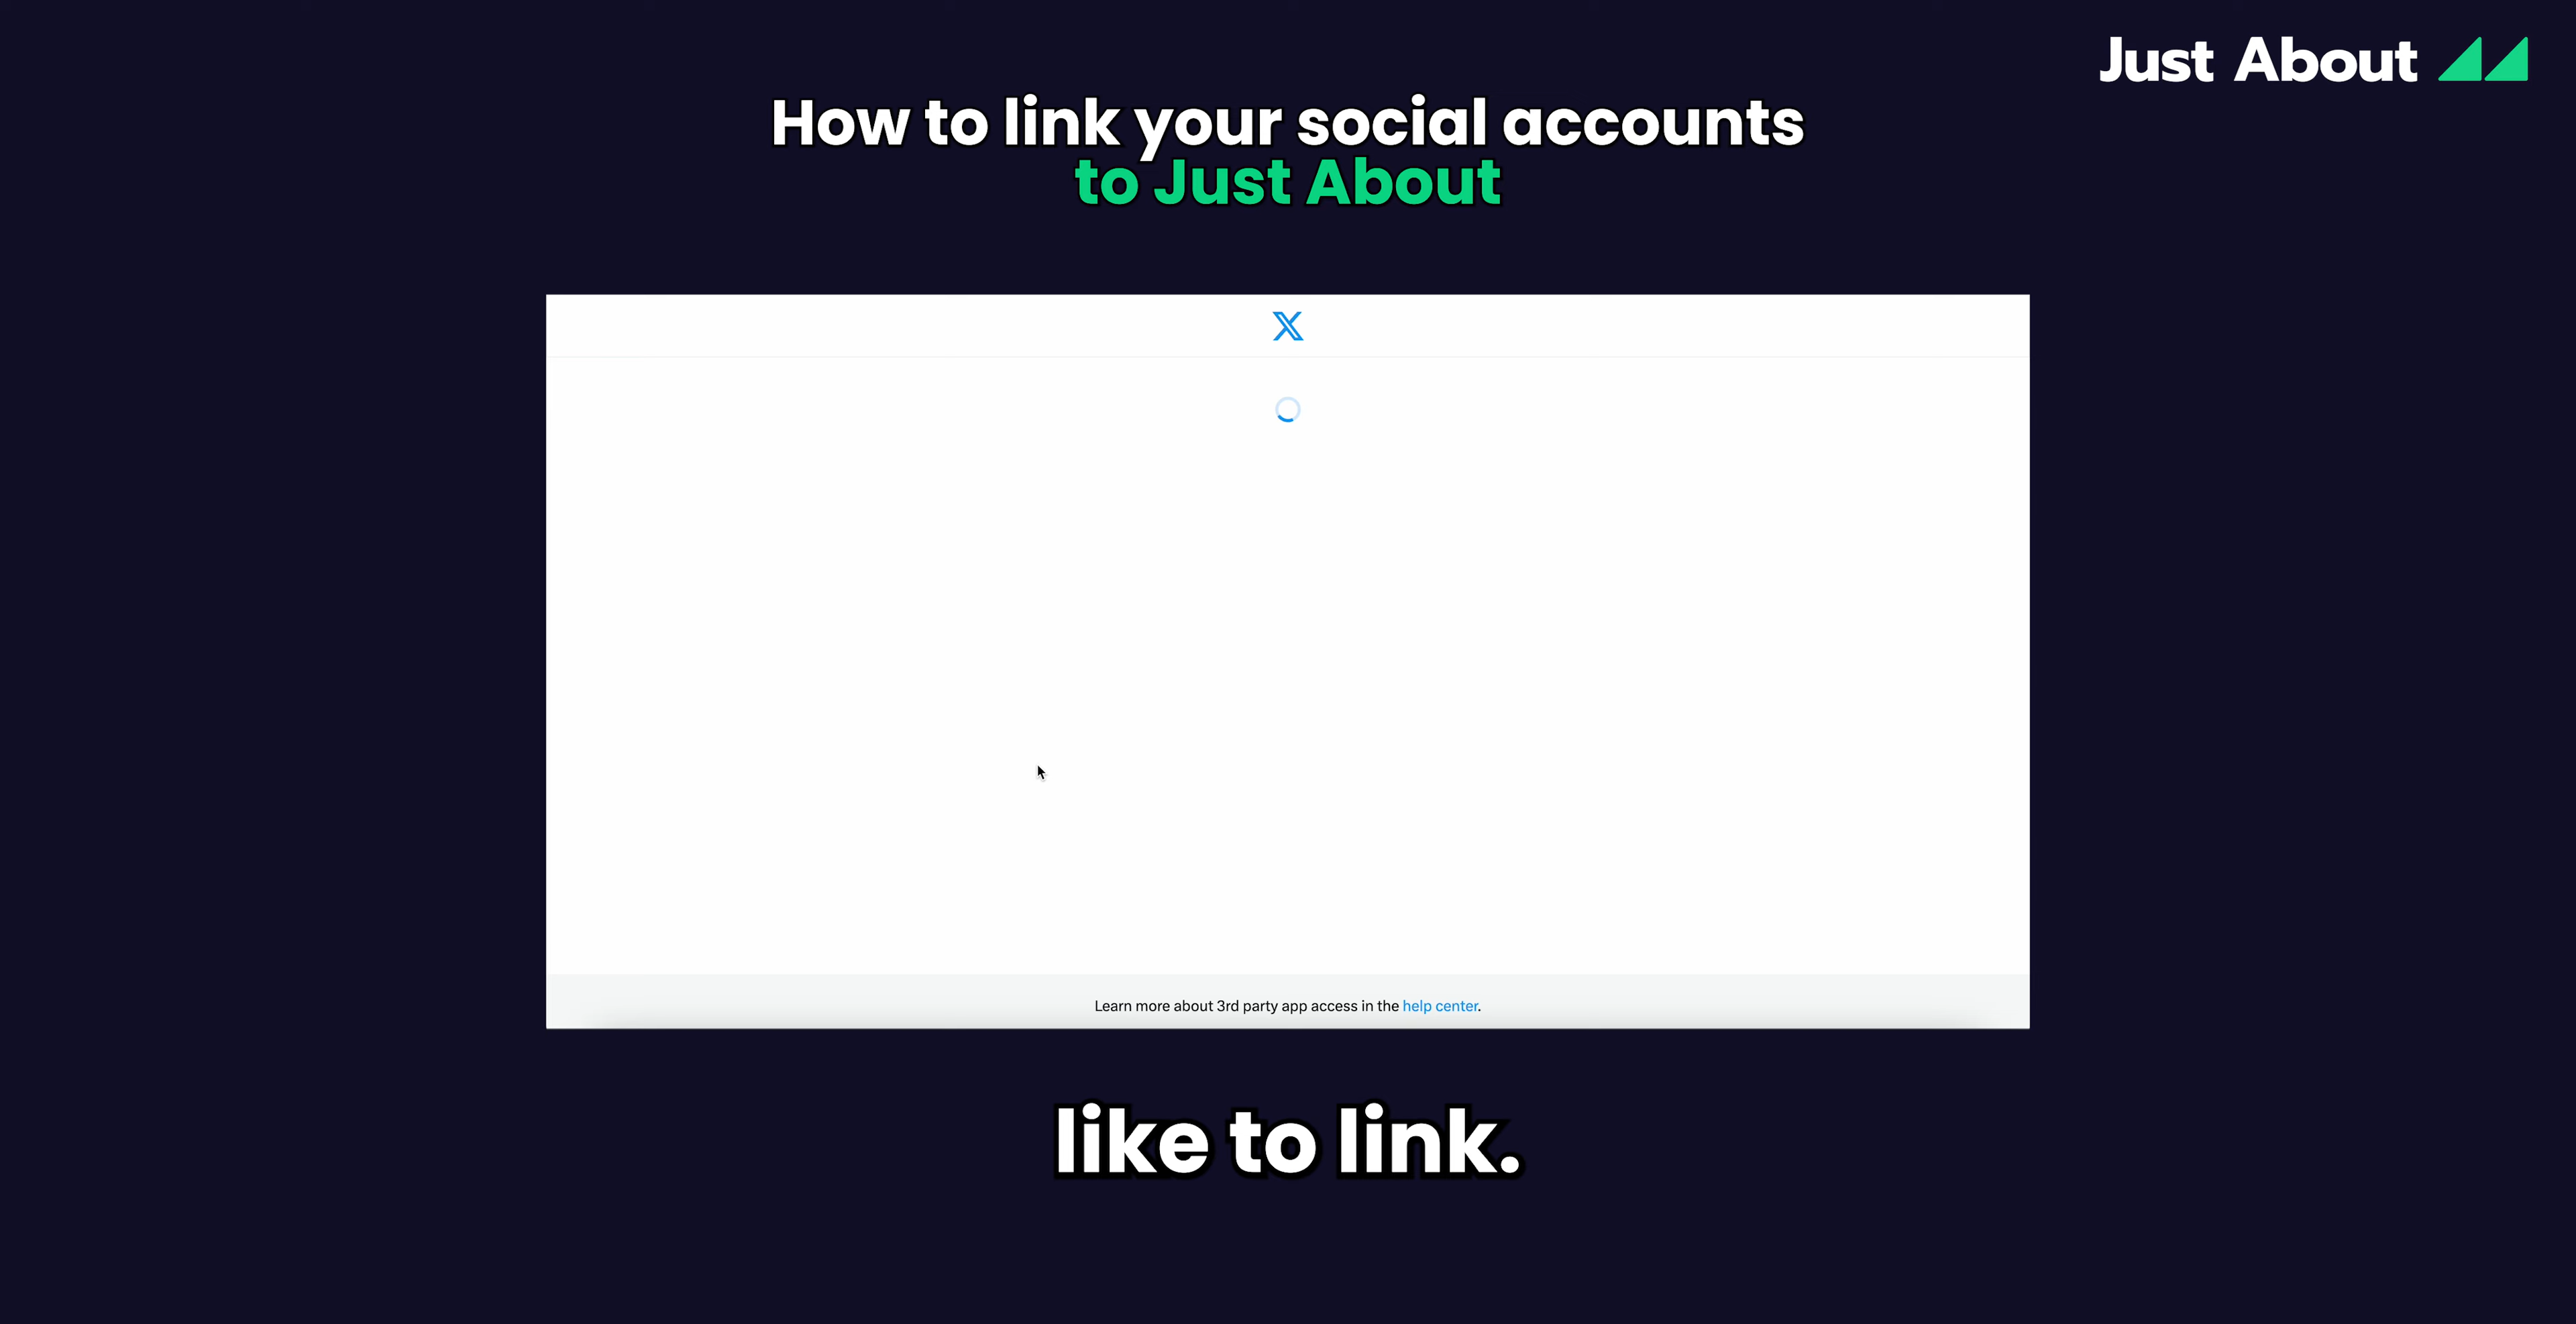 Just About
How to link your social accounts
to Just About
X
Learn more about 3rd party app access in the help center.
like to link.